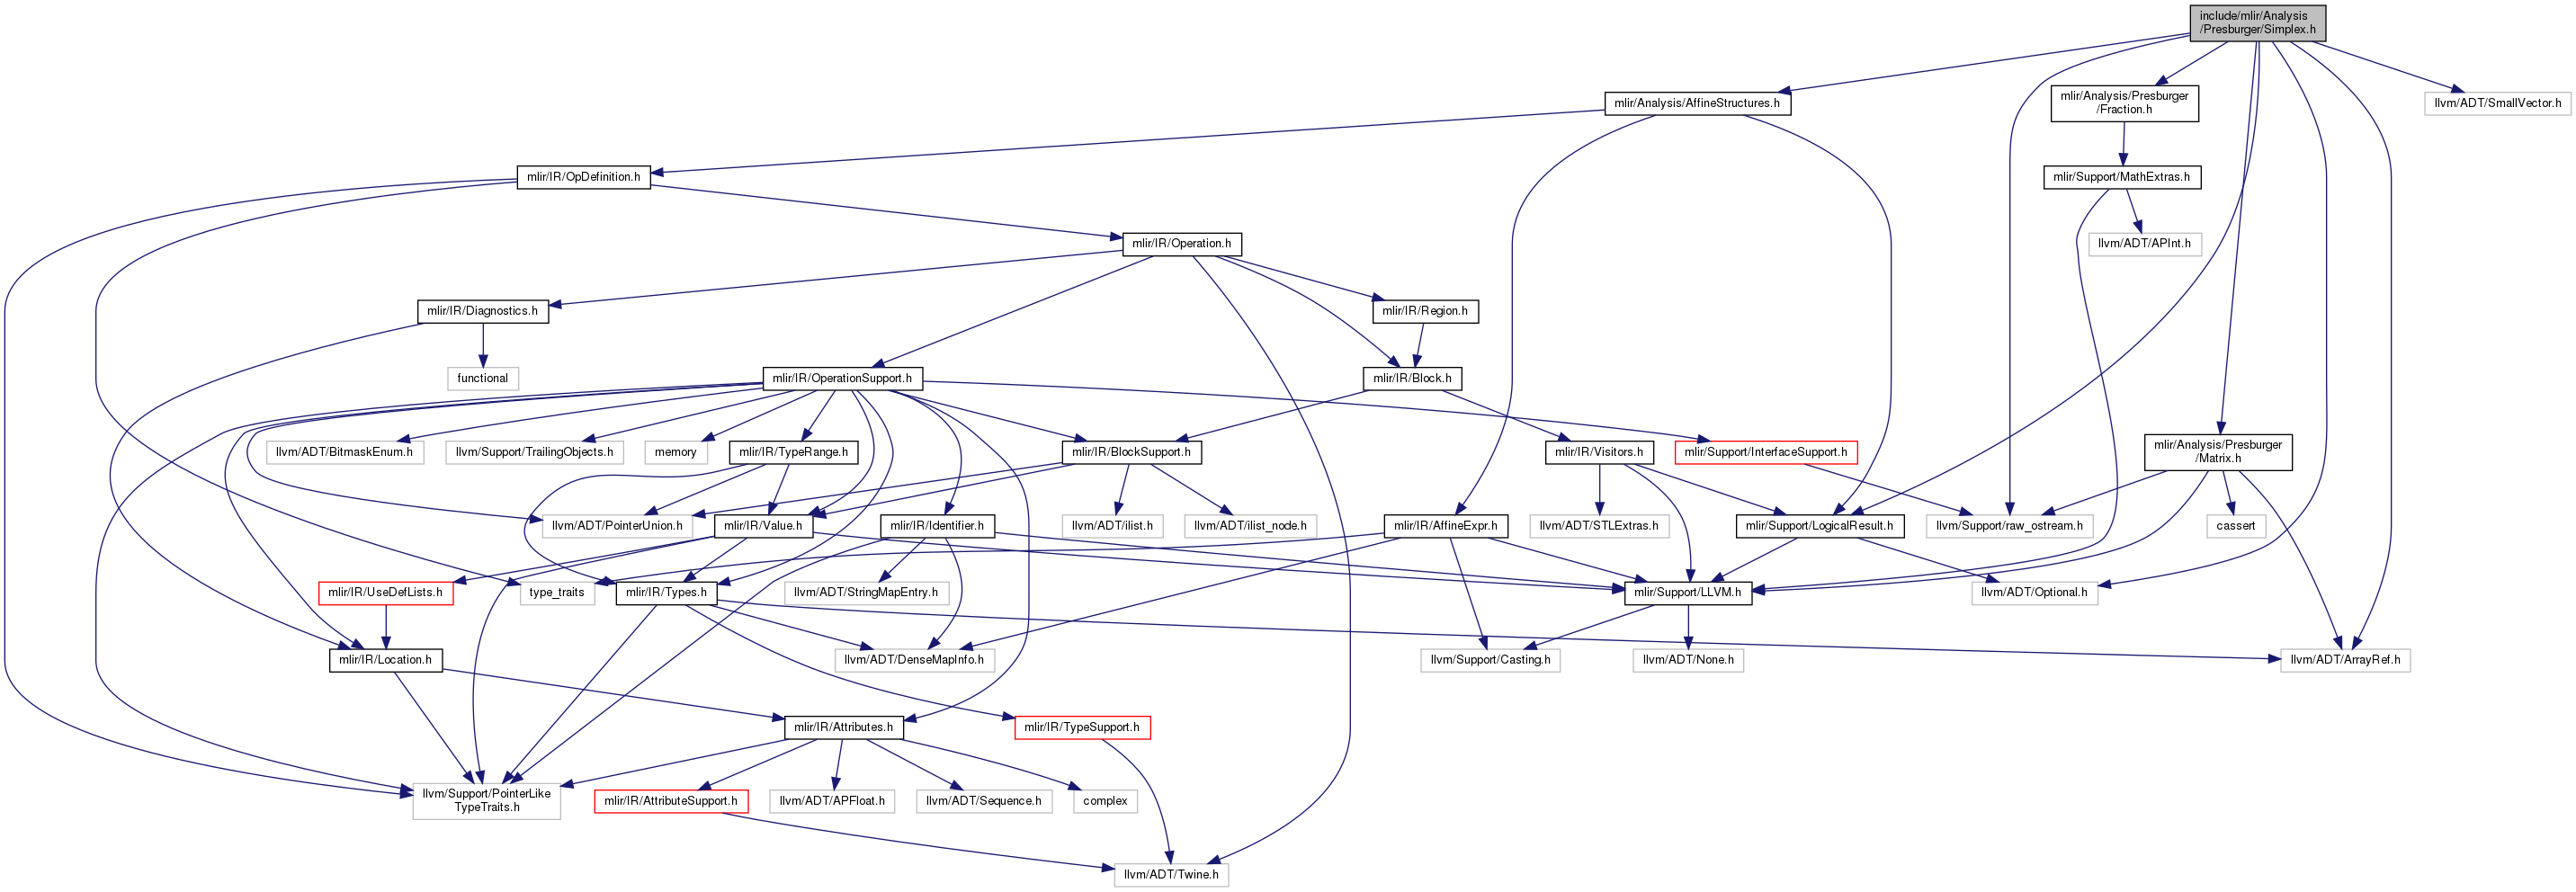 include/mlir/Analysis
/Presburger/Simplex.h
mlir/Analysis/AffineStructures.h
mlir/Analysis/Presburger
/Fraction.h
llvm/ADT/SmallVector.h
mlir/IR/OpDefinition.h
mlir/Support/MathExtras.h
mlir/IR/Operation.h
llvm/ADT/APInt.h
mlir/IR/Diagnostics.h
mlir/IR/Region.h
functional
mlir/IR/OperationSupport.h
mlir/IR/Block.h
llvm/ADT/BitmaskEnum.h
llvm/Support/TrailingObjects.h
memory
mlir/IR/TypeRange.h
mlir/IR/BlockSupport.h
mlir/IR/Visitors.h
mlir/Support/InterfaceSupport.h
mlir/Analysis/Presburger
/Matrix.h
llvm/ADT/PointerUnion.h
mlir/IR/Value.h
mlir/IR/Identifier.h
llvm/ADT/ilist.h
llvm/ADT/ilist_node.h
mlir/IR/AffineExpr.h
llvm/ADT/STLExtras.h
mlir/Support/LogicalResult.h
llvm/Support/raw_ostream.h
cassert
mlir/IR/UseDefLists.h
type_traits
mlir/IR/Types.h
llvm/ADT/StringMapEntry.h
mlir/Support/LLVM.h
llvm/ADT/Optional.h
mlir/IR/Location.h
llvm/ADT/DenseMapInfo.h
llvm/Support/Casting.h
llvm/ADT/None.h
llvm/ADT/ArrayRef.h
mlir/IR/Attributes.h
mlir/IR/TypeSupport.h
llvm/Support/PointerLike
TypeTraits.h
mlir/IR/AttributeSupport.h
llvm/ADT/APFloat.h
llvm/ADT/Sequence.h
complex
llvm/ADT/Twine.h